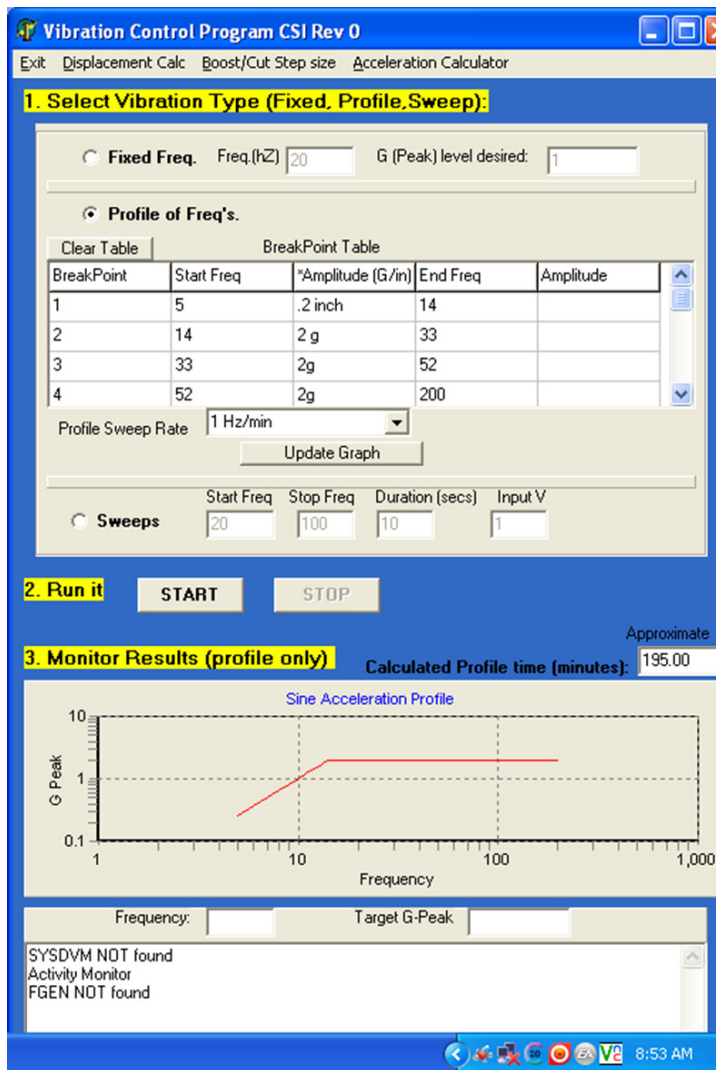 Vibration Control Program CSI Rev 0
Exit Displacement Calc Boost/Cut Step size Acceleration Calculator
1. Select Vibration Type (Fixed, Profile,Sweep):
Fixed Freq. Freq.(hZ) 20 G (Peak) level desired: 1
Profile of Freq's.
Clear Table BreakPoint Table
BreakPoint Start Freq *Amplitude (G/in) End Freq Amplitude
1 5 .2 inch 14
2 14 2 g 33
3 33 2g 52
4 52 2g 200
Profile Sweep Rate 1 Hz/min
Update Graph
Start Freq Stop Freq Duration (secs) Input V
Sweeps 20 100 10 1
2. Run it START STOP
Approximate
3. Monitor Results (profile only) Calculated Profile time (minutes): 195.00
Sine Acceleration Profile
10
G Peak
1
0.1
1 10 100 1,000
Frequency
Frequency: Target G-Peak
SYSDVM NOT found
Activity Monitor
FGEN NOT found
8:53 AM